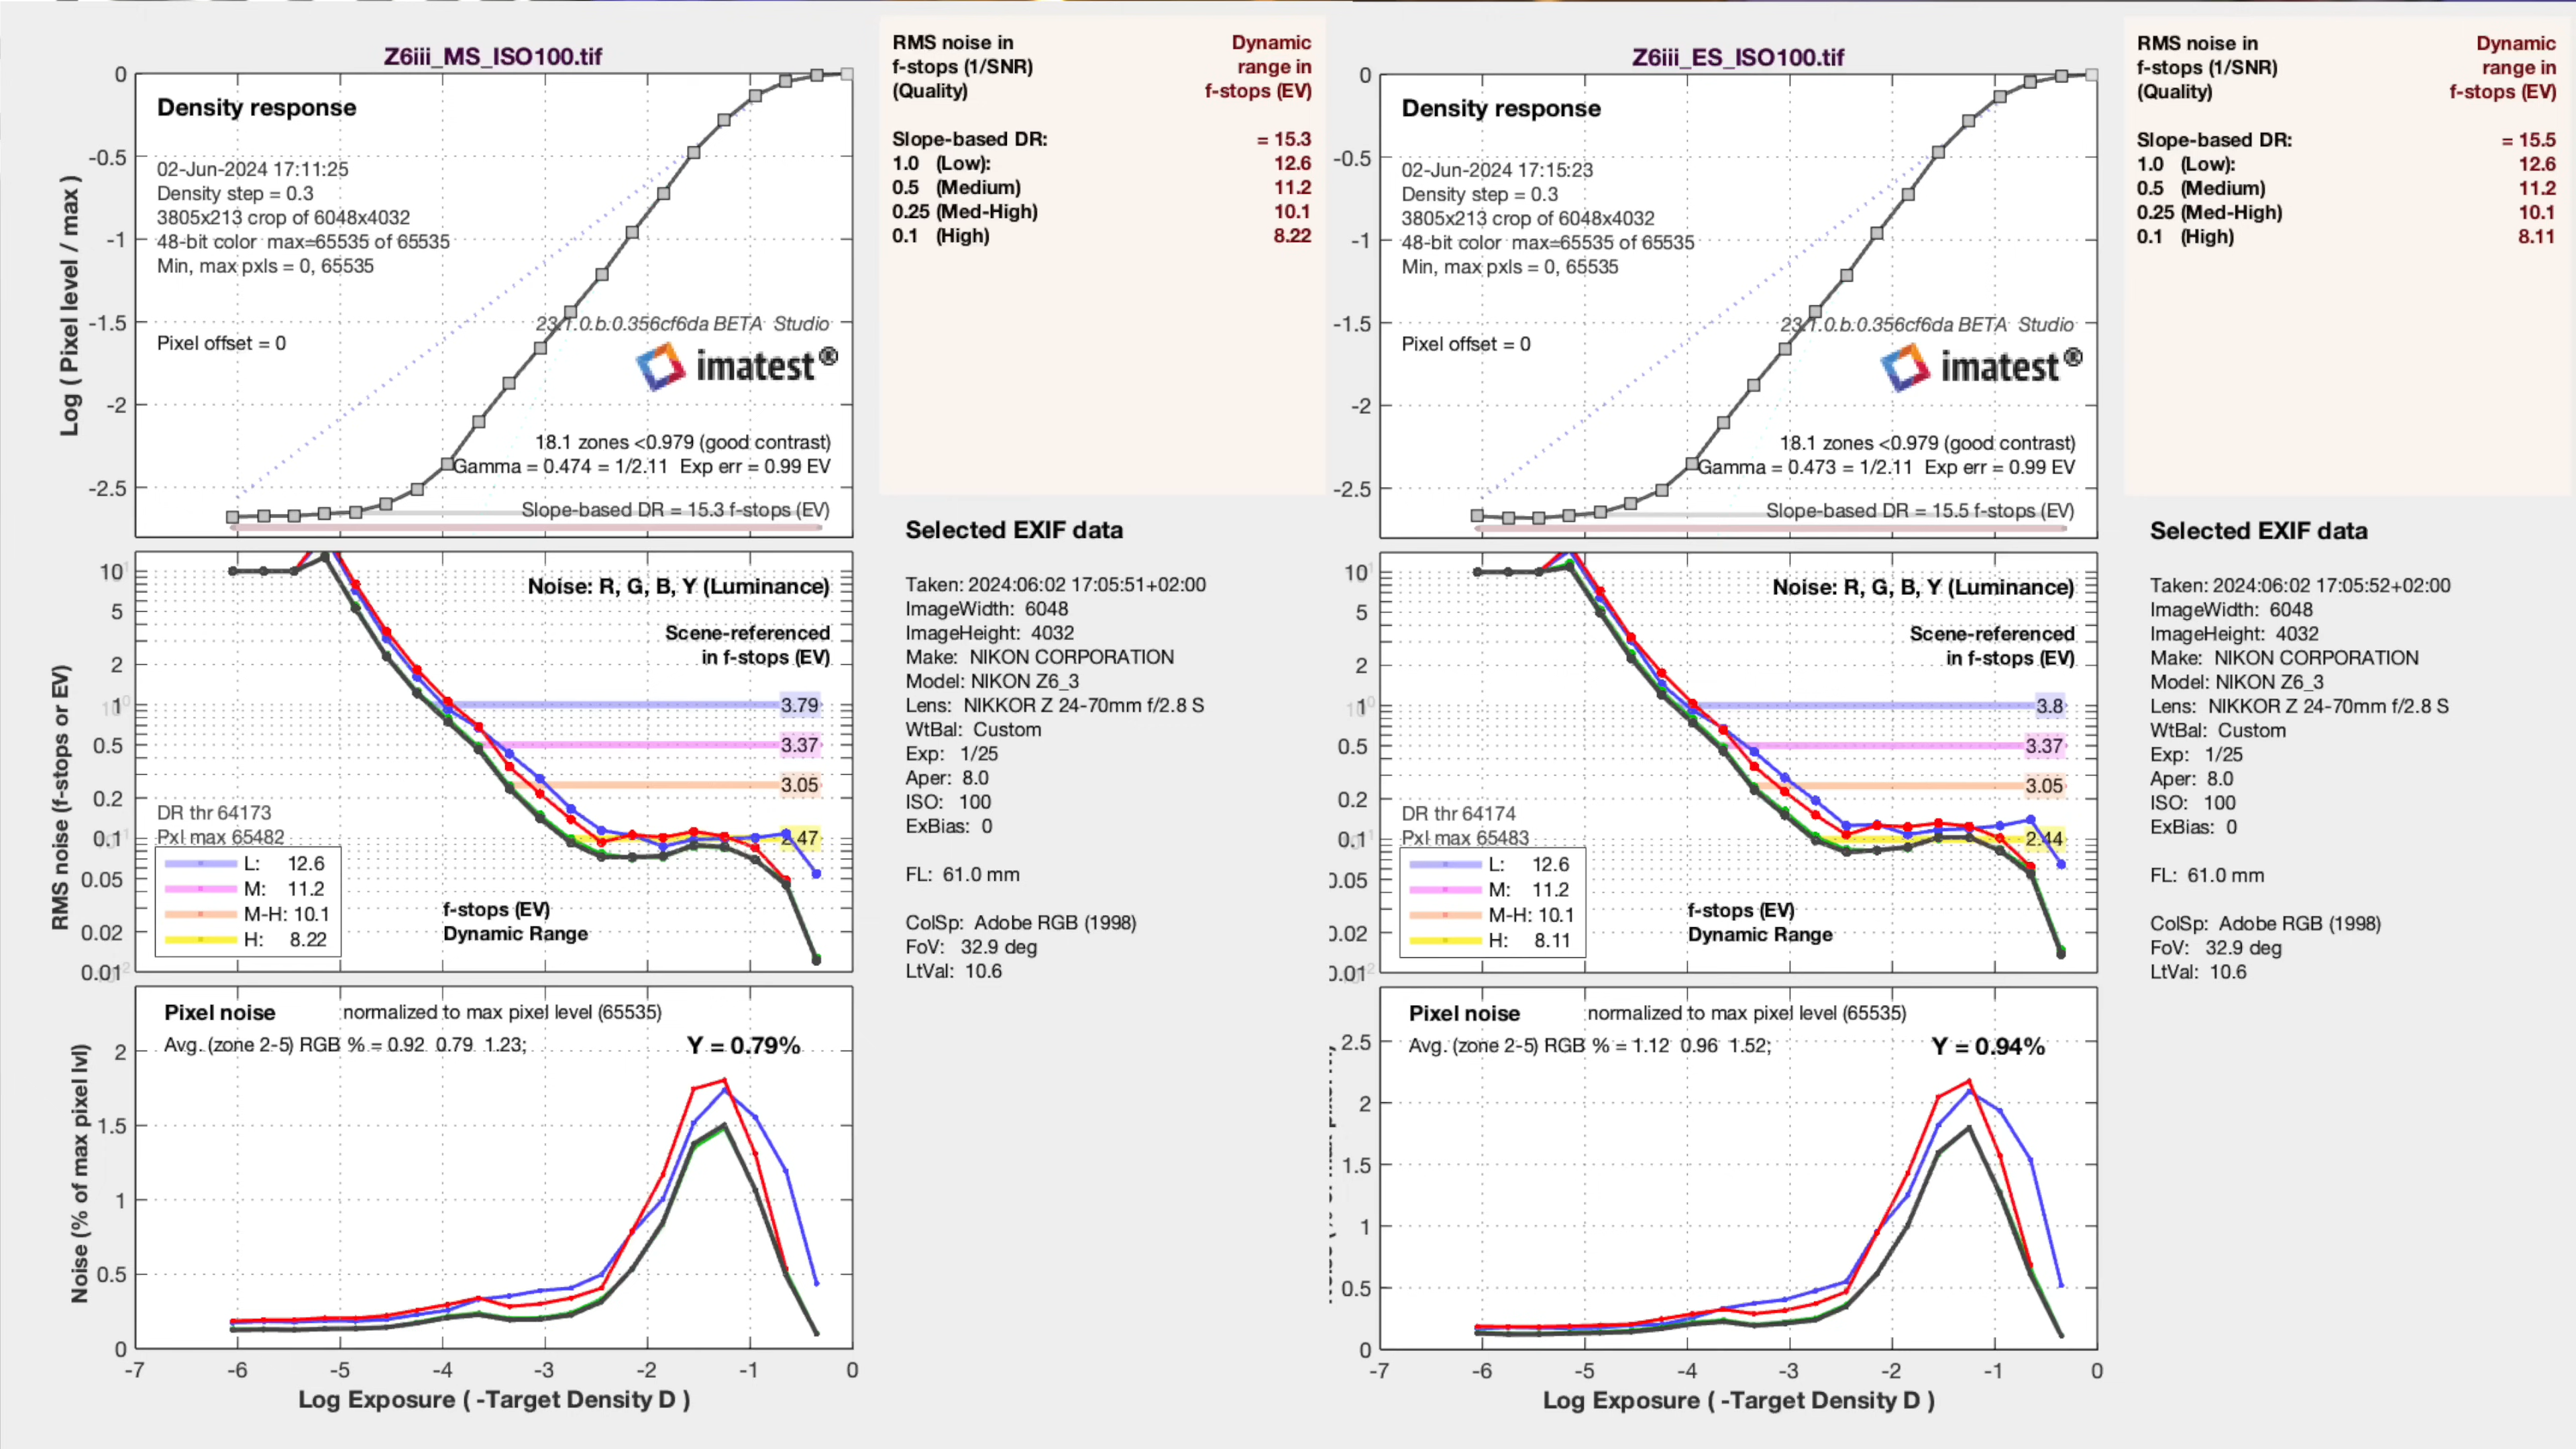 Z6iii_MS_ISO100.tif
0
-0.5
-1
-1.5
-2
-2.5
Log ( Pixel level / max )
Density response
02-Jun-2024 17:11:25
Density step = 0.3
3805x213 crop of 6048x4032
48-bit color max=65535 of 65535
Min, max pxls = 0, 65535
23.1.0.b.0.356cf6da BETA Studio
Pixel offset = 0
imatest®
18.1 zones <0.979 (good contrast)
Gamma = 0.474 = 1/2.11 Exp err = 0.99 EV
Slope-based DR = 15.3 f-stops (EV)
RMS noise in Dynamic
f-stops (1/SNR) range in
(Quality) f-stops (EV)
Slope-based DR: = 15.3
1.0 (Low): 12.6
0.5 (Medium) 11.2
0.25 (Med-High) 10.1
0.1 (High) 8.22
10
5
2
1
0.5
0.2
0.1
0.05
0.02
0.01
RMS noise (f-stops or EV)
Noise: R, G, B, Y (Luminance)
Scene-referenced
in f-stops (EV)
3.79
3.37
3.05
2.47
DR thr 64173
Pxl max 65482
L: 12.6
M: 11.2
M-H: 10.1
H: 8.22
f-stops (EV)
Dynamic Range
Selected EXIF data
Taken: 2024:06:02 17:05:51+02:00
ImageWidth: 6048
ImageHeight: 4032
Make: NIKON CORPORATION
Model: NIKON Z6_3
Lens: NIKKOR Z 24-70mm f/2.8 S
WtBal: Custom
Exp: 1/25
Aper: 8.0
ISO: 100
ExBias: 0
FL: 61.0 mm
ColSp: Adobe RGB (1998)
FoV: 32.9 deg
LtVal: 10.6
Pixel noise normalized to max pixel level (65535)
Avg. (zone 2-5) RGB % = 0.92 0.79 1.23;
Y = 0.79%
2
1.5
1
0.5
0
Noise (% of max pixel lvl)
-7 -6 -5 -4 -3 -2 -1 0
Log Exposure ( -Target Density D )
Z6iii_ES_ISO100.tif
0
-0.5
-1
-1.5
-2
-2.5
Density response
02-Jun-2024 17:15:23
Density step = 0.3
3805x213 crop of 6048x4032
48-bit color max=65535 of 65535
Min, max pxls = 0, 65535
23.1.0.b.0.356cf6da BETA Studio
Pixel offset = 0
imatest®
18.1 zones <0.979 (good contrast)
Gamma = 0.473 = 1/2.11 Exp err = 0.99 EV
Slope-based DR = 15.5 f-stops (EV)
RMS noise in Dynamic
f-stops (1/SNR) range in
(Quality) f-stops (EV)
Slope-based DR: = 15.5
1.0 (Low): 12.6
0.5 (Medium) 11.2
0.25 (Med-High) 10.1
0.1 (High) 8.11
10
5
2
1
0.5
0.2
0.1
0.05
0.02
0.01
Noise: R, G, B, Y (Luminance)
Scene-referenced
in f-stops (EV)
3.8
3.37
3.05
2.44
DR thr 64174
Pxl max 65483
L: 12.6
M: 11.2
M-H: 10.1
H: 8.11
f-stops (EV)
Dynamic Range
Selected EXIF data
Taken: 2024:06:02 17:05:52+02:00
ImageWidth: 6048
ImageHeight: 4032
Make: NIKON CORPORATION
Model: NIKON Z6_3
Lens: NIKKOR Z 24-70mm f/2.8 S
WtBal: Custom
Exp: 1/25
Aper: 8.0
ISO: 100
ExBias: 0
FL: 61.0 mm
ColSp: Adobe RGB (1998)
FoV: 32.9 deg
LtVal: 10.6
Pixel noise normalized to max pixel level (65535)
Avg. (zone 2-5) RGB % = 1.12 0.96 1.52;
Y = 0.94%
2.5
2
1.5
1
0.5
0
-7 -6 -5 -4 -3 -2 -1 0
Log Exposure ( -Target Density D )